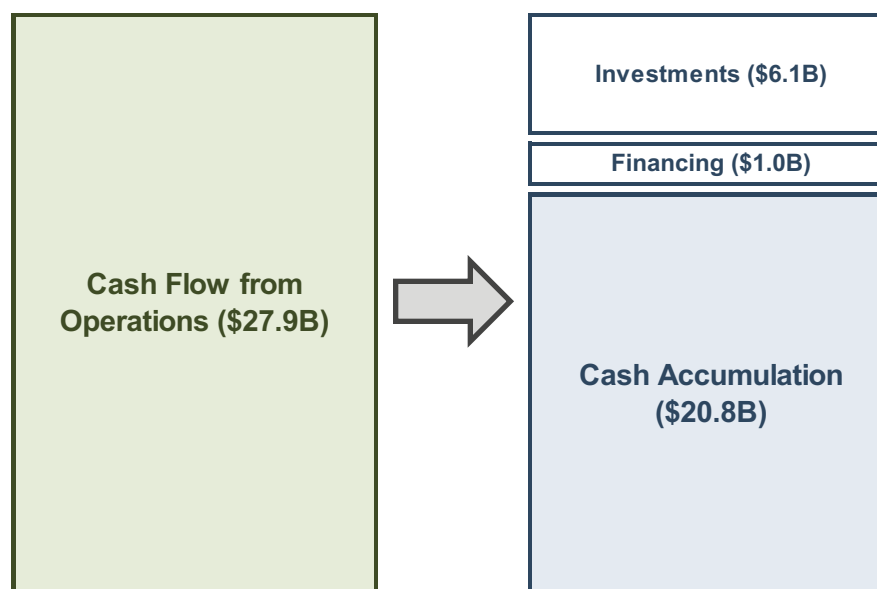 Cash Flow from
Operations ($27.9B)
Investments ($6.1B)
Financing ($1.0B)
Cash Accumulation
($20.8B)